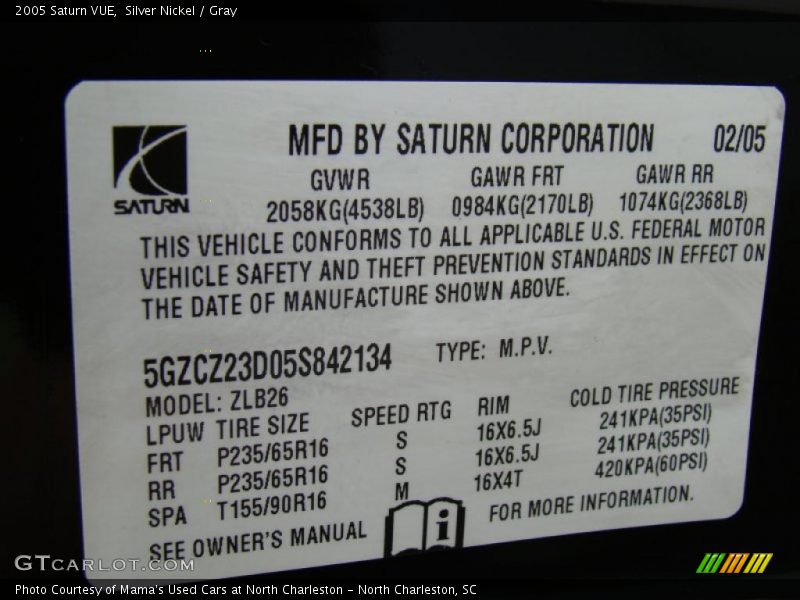 2005 Saturn VUE,  Silver Nickel / Gray
MFD BY SATURN CORPORATION 02/05
SATURN
GVWR GAWR FRT GAWR RR
2058KG(4538LB) 0984KG(2170LB) 1074KG(2368LB)
THIS VEHICLE CONFORMS TO ALL APPLICABLE U.S. FEDERAL MOTOR
VEHICLE SAFETY AND THEFT PREVENTION STANDARDS IN EFFECT ON
THE DATE OF MANUFACTURE SHOWN ABOVE.
5GZCZ23D05S842134 TYPE: M.P.V.
MODEL: ZLB26
LPUW TIRE SIZE SPEED RTG RIM COLD TIRE PRESSURE
FRT P235/65R16 S 16X6.5J 241KPA(35PSI)
RR P235/65R16 S 16X6.5J 241KPA(35PSI)
SPA T155/90R16 M 16X4T 420KPA(60PSI)
SEE OWNER'S MANUAL i FOR MORE INFORMATION.
GTCARLOT.COM
Photo Courtesy of Mama's Used Cars at North Charleston – North Charleston, SC